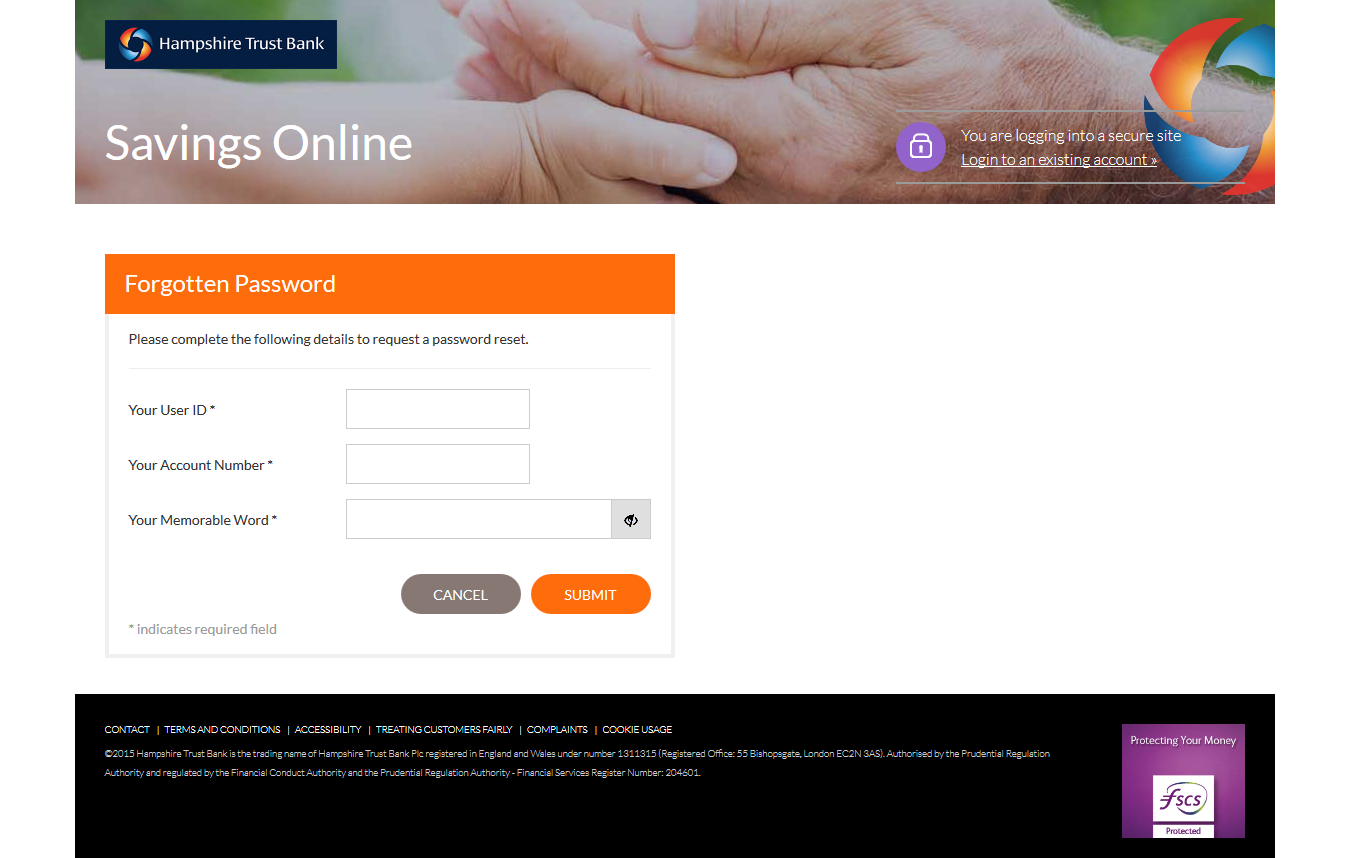 Hampshire Trust Bank
Savings Online
You are logging into a secure site
Login to an existing account »
Forgotten Password
Please complete the following details to request a password reset.
Your User ID *
Your Account Number *
Your Memorable Word *
CANCEL
SUBMIT
* indicates required field
CONTACT | TERMS AND CONDITIONS | ACCESSIBILITY | TREATING CUSTOMERS FAIRLY | COMPLAINTS | COOKIE USAGE
©2015 Hampshire Trust Bank is the trading name of Hampshire Trust Bank Plc registered in England and Wales under number 1311315 (Registered Office: 55 Bishopsgate, London EC2N 3AS). Authorised by the Prudential Regulation
Authority and regulated by the Financial Conduct Authority and the Prudential Regulation Authority - Financial Services Register Number: 204601.
Protecting Your Money
fscs
Protected